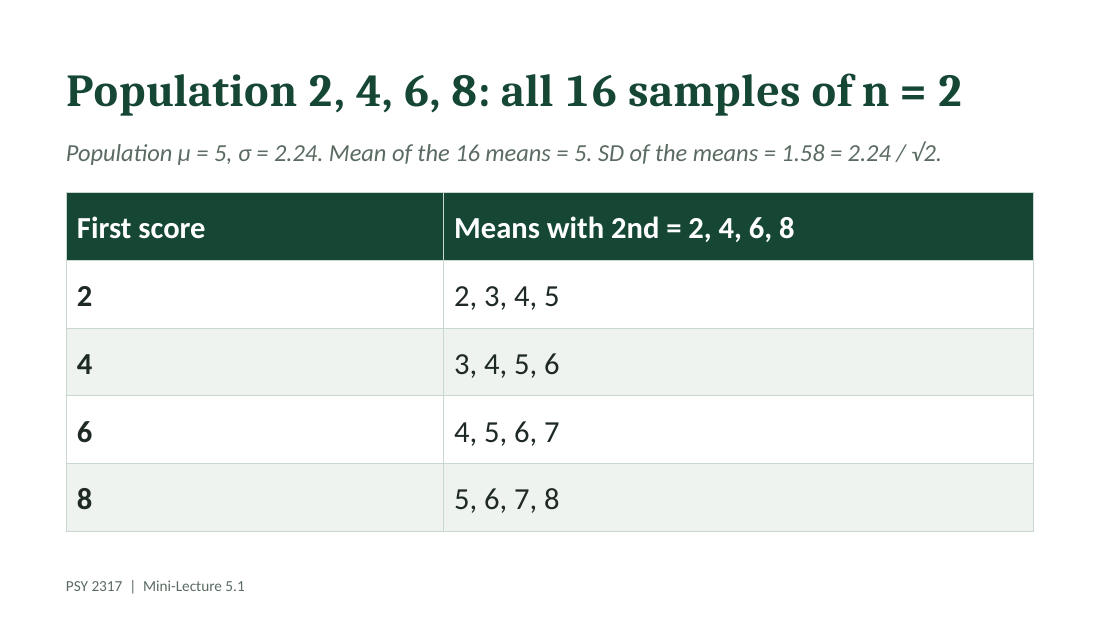 Population 2, 4, 6, 8: all 16 samples of n = 2
Population μ = 5, σ = 2.24. Mean of the 16 means = 5. SD of the means = 1.58 = 2.24 / √2.
First score	Means with 2nd = 2, 4, 6, 8
2	2, 3, 4, 5
4	3, 4, 5, 6
6	4, 5, 6, 7
8	5, 6, 7, 8
PSY 2317 | Mini-Lecture 5.1